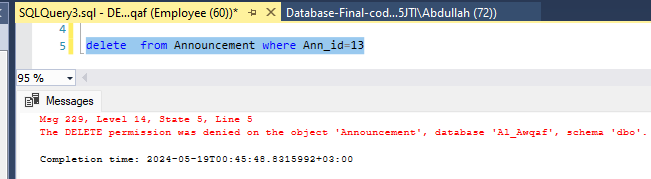 SQLQuery3.sql - DE...qaf (Employee (60))*
Database-Final-cod...5JTI\Abdullah (72))
4
5 delete  from Announcement where Ann_id=13
95 %
Messages
Msg 229, Level 14, State 5, Line 5
The DELETE permission was denied on the object 'Announcement', database 'Al_Awqaf', schema 'dbo'.
Completion time: 2024-05-19T00:45:48.8315992+03:00